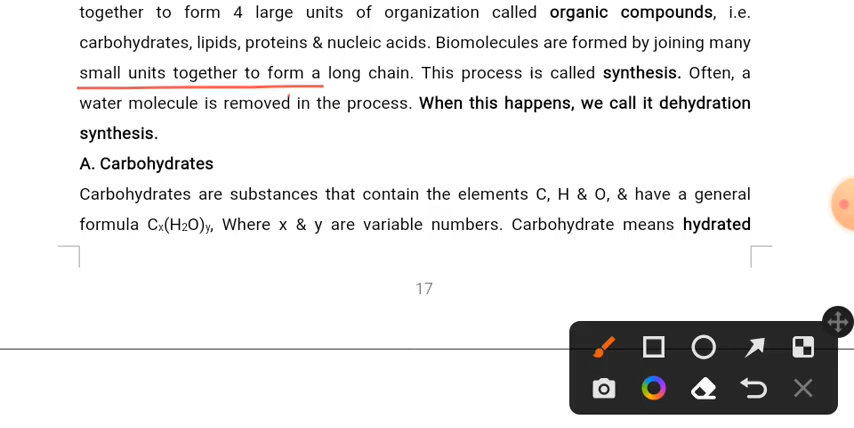 together to form 4 large units of organization called organic compounds, i.e.
carbohydrates, lipids, proteins & nucleic acids. Biomolecules are formed by joining many
small units together to form a long chain. This process is called synthesis. Often, a
water molecule is removed in the process. When this happens, we call it dehydration
synthesis.
A. Carbohydrates
Carbohydrates are substances that contain the elements C, H & O, & have a general
formula Cₓ(H₂O)ᵧ, Where x & y are variable numbers. Carbohydrate means hydrated
17